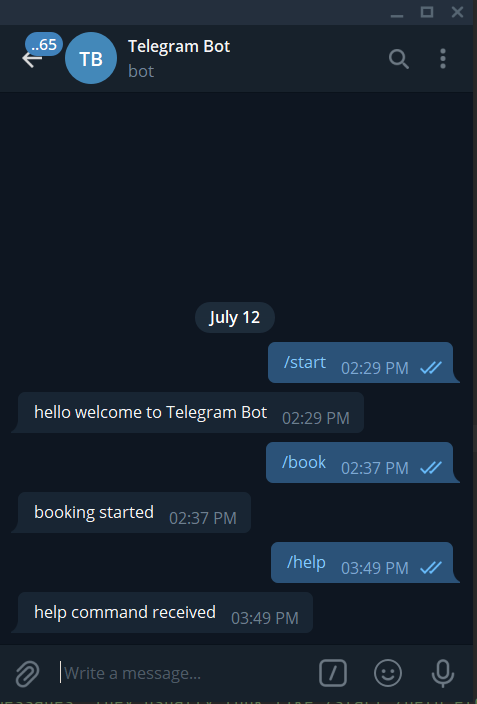 ..65
TB
Telegram Bot
bot
July 12
/start 02:29 PM
hello welcome to Telegram Bot 02:29 PM
/book 02:37 PM
booking started 02:37 PM
/help 03:49 PM
help command received 03:49 PM
Write a message...